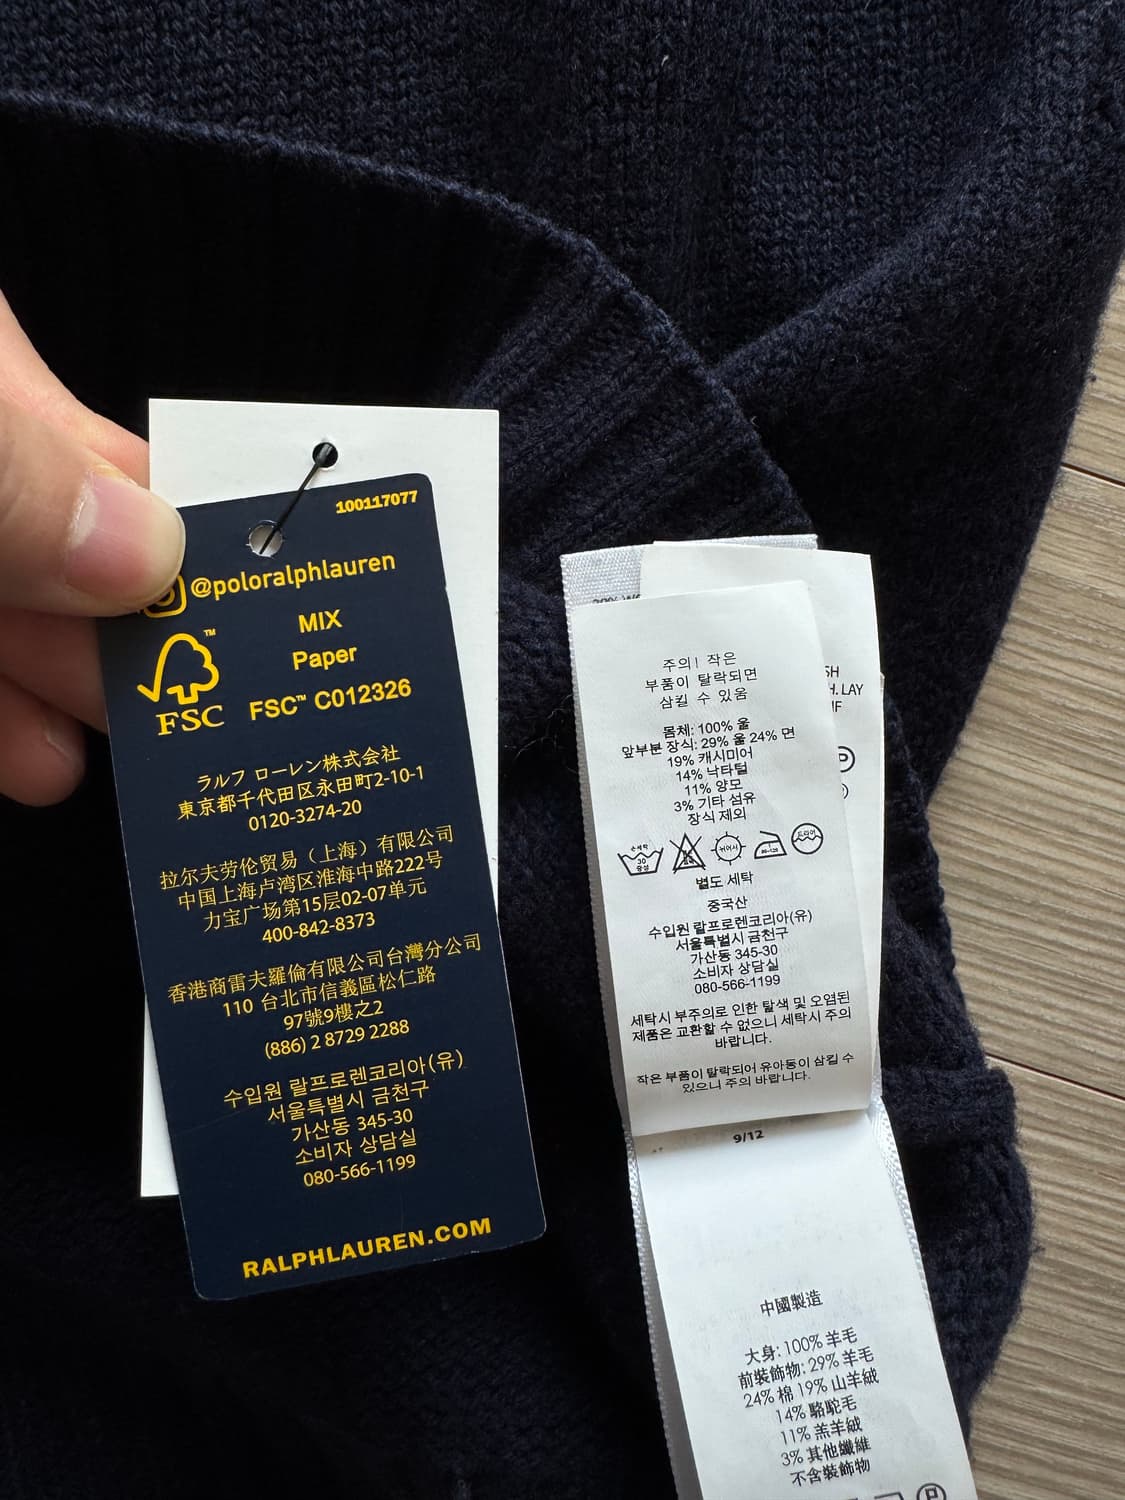 100117077
@poloralphlauren
MIX
Paper
FSC™ C012326
FSC
ラルフ ローレン株式会社
東京都千代田区永田町2-10-1
0120-3274-20
拉尔夫劳伦贸易（上海）有限公司
中国上海卢湾区淮海中路222号
力宝广场第15层02-07单元
400-842-8373
香港商雷夫羅倫有限公司台灣分公司
110 台北市信義區松仁路
97號9樓之2
(886) 2 8729 2288
수입원 랄프로렌코리아(유)
서울특별시 금천구
가산동 345-30
소비자 상담실
080-566-1199
RALPHLAUREN.COM
주의! 작은
부품이 탈락되면
삼킬 수 있음
몸체: 100% 울
앞부분 장식: 29% 울 24% 면
19% 캐시미어
14% 낙타털
11% 양모
3% 기타 섬유
장식 제외
손세탁
30
중성
80~120
드라이
별도 세탁
중국산
수입원 랄프로렌코리아(유)
서울특별시 금천구
가산동 345-30
소비자 상담실
080-566-1199
세탁시 부주의로 인한 탈색 및 오염된
제품은 교환할 수 없으니 세탁시 주의
바랍니다.
작은 부품이 탈락되어 유아동이 삼킬 수
있으니 주의 바랍니다.
LAY
P
9/12
中國製造
大身: 100% 羊毛
前裝飾物: 29% 羊毛
24% 棉 19% 山羊絨
14% 駱駝毛
11% 羔羊絨
3% 其他纖維
不含裝飾物
P